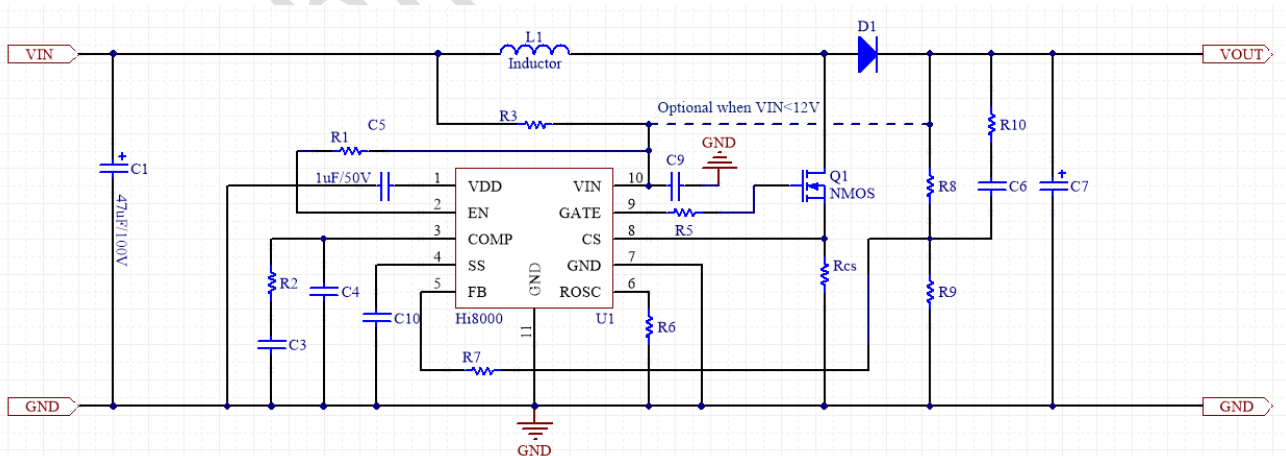 D1
L1
VIN
VOUT
Inductor
Optional when VIN<12V
R3
C5
R1
R10
GND
C9
C1
1uF/50V
1
VDD
VIN
10
Q1
NMOS
R8
C6
C7
2
EN
GATE
9
47uF/100V
R5
3
COMP
CS
8
4
SS
GND
7
Rcs
R2
C4
5
FB
GND
ROSC
6
R9
C10
Hi8000
U1
11
R6
C3
R7
GND
GND
GND